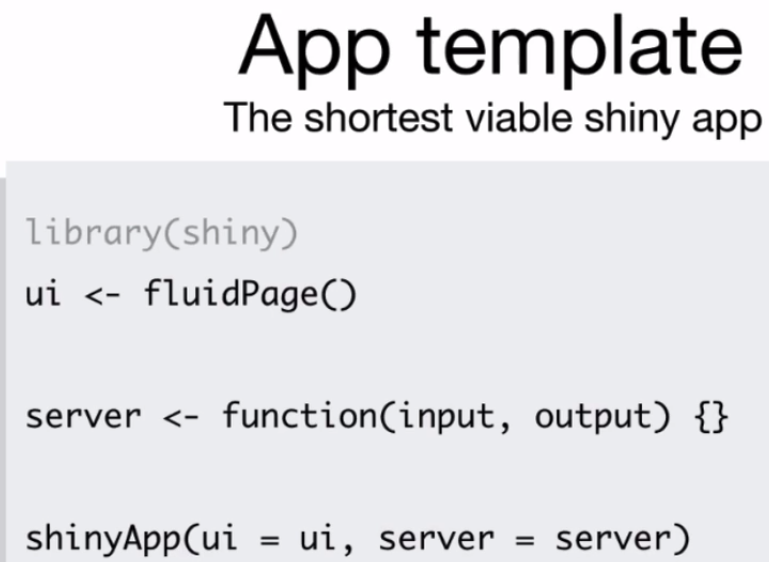 App template
The shortest viable shiny app
library(shiny)
ui <- fluidPage()
server <- function(input, output) {}
shinyApp(ui = ui, server = server)